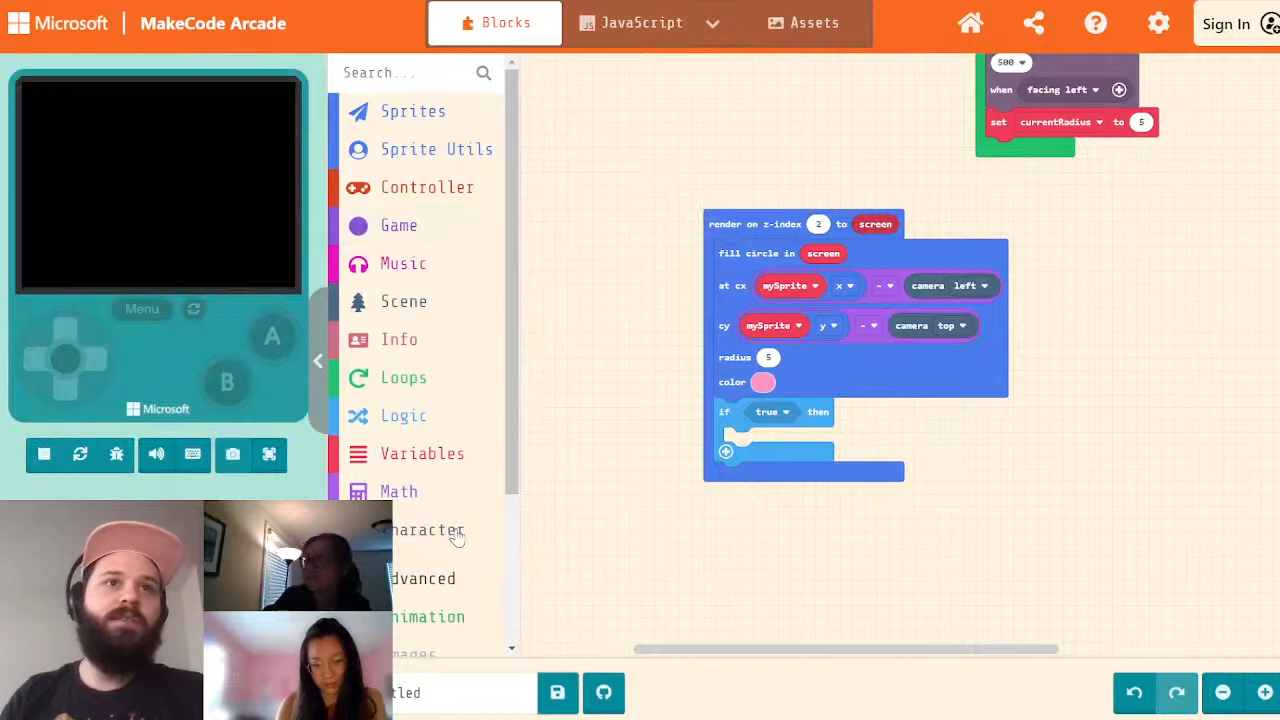 Microsoft | MakeCode Arcade
Blocks
JavaScript
Assets
Sign In
Search...
Sprites
Sprite Utils
Controller
Game
Music
Scene
Info
Loops
Logic
Variables
Math
haracter
dvanced
nimation
mages
Menu
A
B
Microsoft
500
when facing left
set currentRadius to 5
render on z-index 2 to screen
fill circle in screen
at cx mySprite x - camera left
cy mySprite y - camera top
radius 5
color
if true then
tled